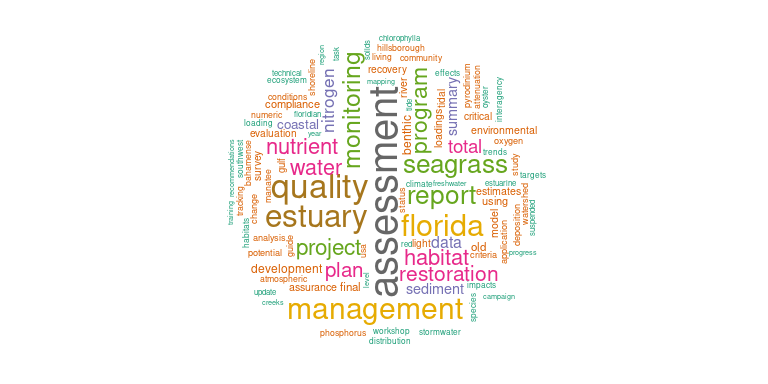 chlorophylla
hillsborough
solids
task
region
living
community
technical
ecosystem
shoreline
monitoring
recovery
mapping
effects
pyrodinium
attenuation
oyster
interagency
nitrogen
conditions
compliance
river
tide
program
tidal
loadings
summary
numeric
floridian
critical
loading
coastal
year
environmental
evaluation
benthic
oxygen
southwest
bahamense
nutrient
total
trends
survey
gulf
water
assessment
seagrass
study
targets
recommendations
manatee
quality
climate
freshwater
estuarine
training
tracking
change
estuary
status
report
estimates
using
watershed
suspended
florida
model
deposition
application
habitats
analysis
guide
project
usa
red
light
data
old
potential
habitat
criteria
progress
development
plan
level
restoration
atmospheric
assurance
final
sediment
impacts
update
creeks
management
species
campaign
phosphorus
workshop
stormwater
distribution